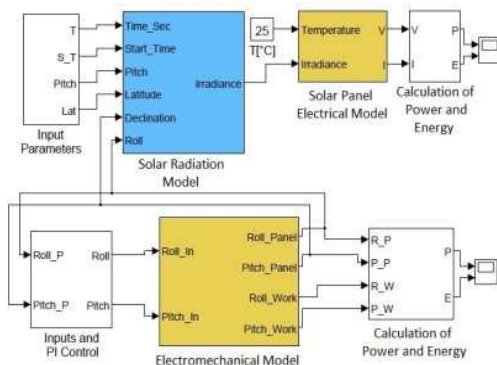 T
S_T
Pitch
Lat
Input
Parameters
Time_Sec
Start_Time
Pitch
Latitude
Declination
Roll
Irradiance
Solar Radiation
Model
25
T[°C]
Temperature
Irradiance
V
I
Solar Panel
Electrical Model
V
I
P
E
Calculation of
Power and
Energy
Roll_P
Pitch_P
Roll
Pitch
Inputs and
PI Control
Roll_In
Pitch_In
Roll_Panel
Pitch_Panel
Roll_Work
Pitch_Work
Electromechanical Model
R_P
P_P
R_W
P_W
P
E
Calculation of
Power and Energy